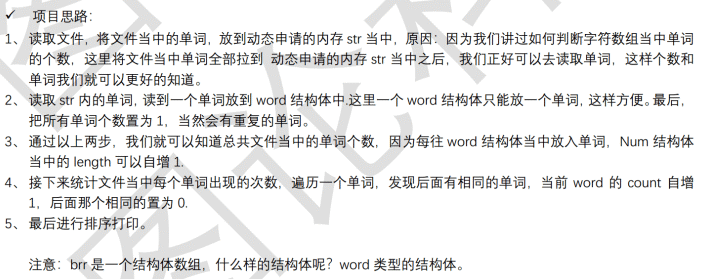 ✓ 项目思路：
1、 读取文件，将文件当中的单词，放到动态申请的内存 str 当中，原因：因为我们讲过如何判断字符数组当中单词
的个数，这里将文件当中单词全部拉到 动态申请的内存 str 当中之后，我们正好可以去读取单词，这样个数和
单词我们就可以更好的知道。
2、 读取 str 内的单词，读到一个单词放到 word 结构体中.这里一个 word 结构体只能放一个单词，这样方便。最后，
把所有单词个数置为 1，当然会有重复的单词。
3、 通过以上两步，我们就可以知道总共文件当中的单词个数，因为每往 word 结构体当中放入单词，Num 结构体
当中的 length 可以自增 1.
4、 接下来统计文件当中每个单词出现的次数，遍历一个单词，发现后面有相同的单词，当前 word 的 count 自增
1，后面那个相同的置为 0.
5、 最后进行排序打印。
注意：brr 是一个结构体数组，什么样的结构体呢？word 类型的结构体。